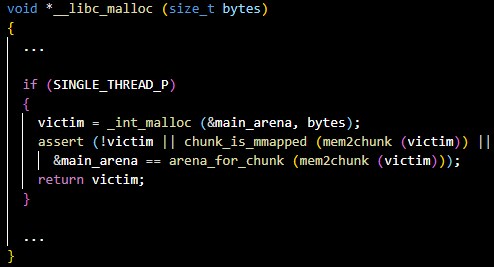 void *__libc_malloc (size_t bytes)
{
...
if (SINGLE_THREAD_P)
{
victim = _int_malloc (&main_arena, bytes);
assert (!victim || chunk_is_mmapped (mem2chunk (victim)) ||
&main_arena == arena_for_chunk (mem2chunk (victim)));
return victim;
}
...
}